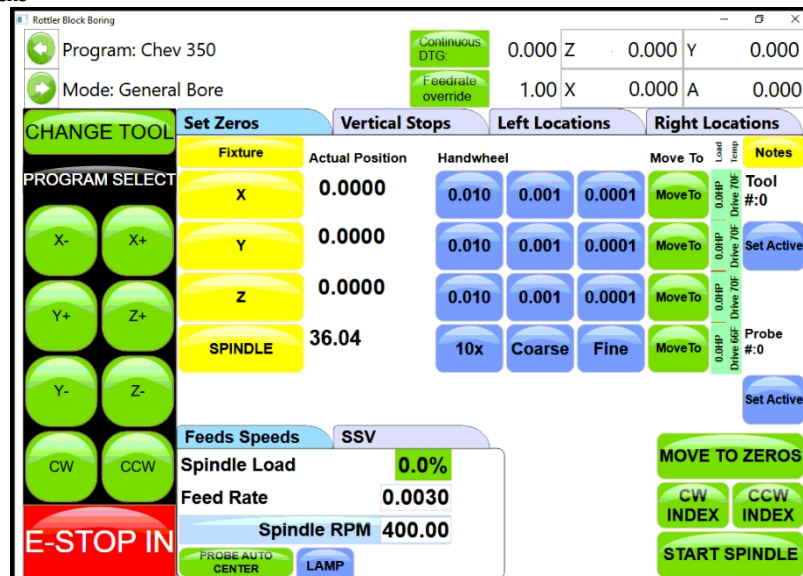 Rottler Block Boring
Program: Chev 350
Continuous DTG:
0.000 Z 0.000 Y 0.000
Mode: General Bore
Feedrate override
1.00 X 0.000 A 0.000
CHANGE TOOL
Set Zeros
Vertical Stops
Left Locations
Right Locations
Fixture
Actual Position
Handwheel
Move To
Load
Temp
Notes
PROGRAM SELECT
X
0.0000
0.010
0.001
0.0001
MoveTo
0.0HP
Drive 70F
Tool
#:0
X-
X+
Y
0.0000
0.010
0.001
0.0001
MoveTo
0.0HP
Drive 70F
Set Active
Z
0.0000
0.010
0.001
0.0001
MoveTo
0.0HP
Drive 70F
Y+
Z+
SPINDLE
36.04
10x
Coarse
Fine
MoveTo
0.0HP
Drive 66F
Probe
#:0
Y-
Z-
Set Active
Feeds Speeds
SSV
CW
CCW
Spindle Load
0.0%
MOVE TO ZEROS
Feed Rate
0.0030
CW
INDEX
CCW
INDEX
E-STOP IN
Spindle RPM
400.00
PROBE AUTO
CENTER
LAMP
START SPINDLE